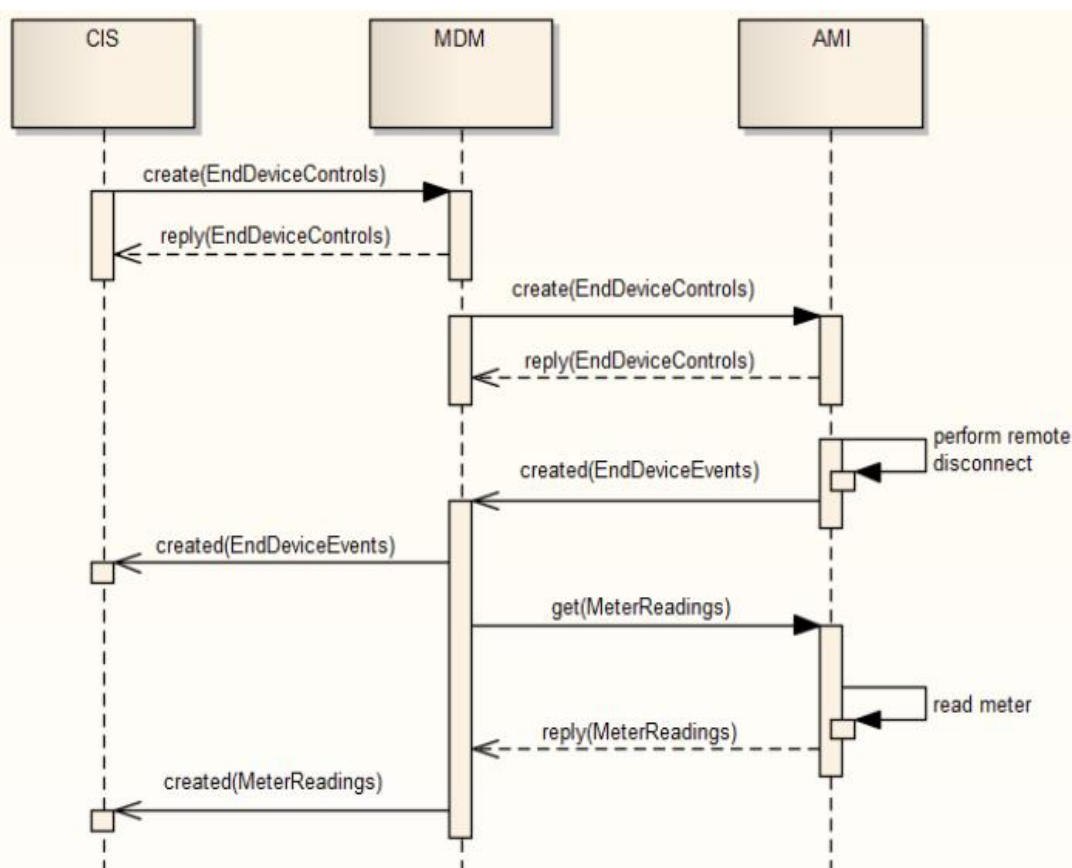 CIS
MDM
AMI
create(EndDeviceControls)
reply(EndDeviceControls)
create(EndDeviceControls)
reply(EndDeviceControls)
perform remote
disconnect
created(EndDeviceEvents)
created(EndDeviceEvents)
get(MeterReadings)
read meter
reply(MeterReadings)
created(MeterReadings)